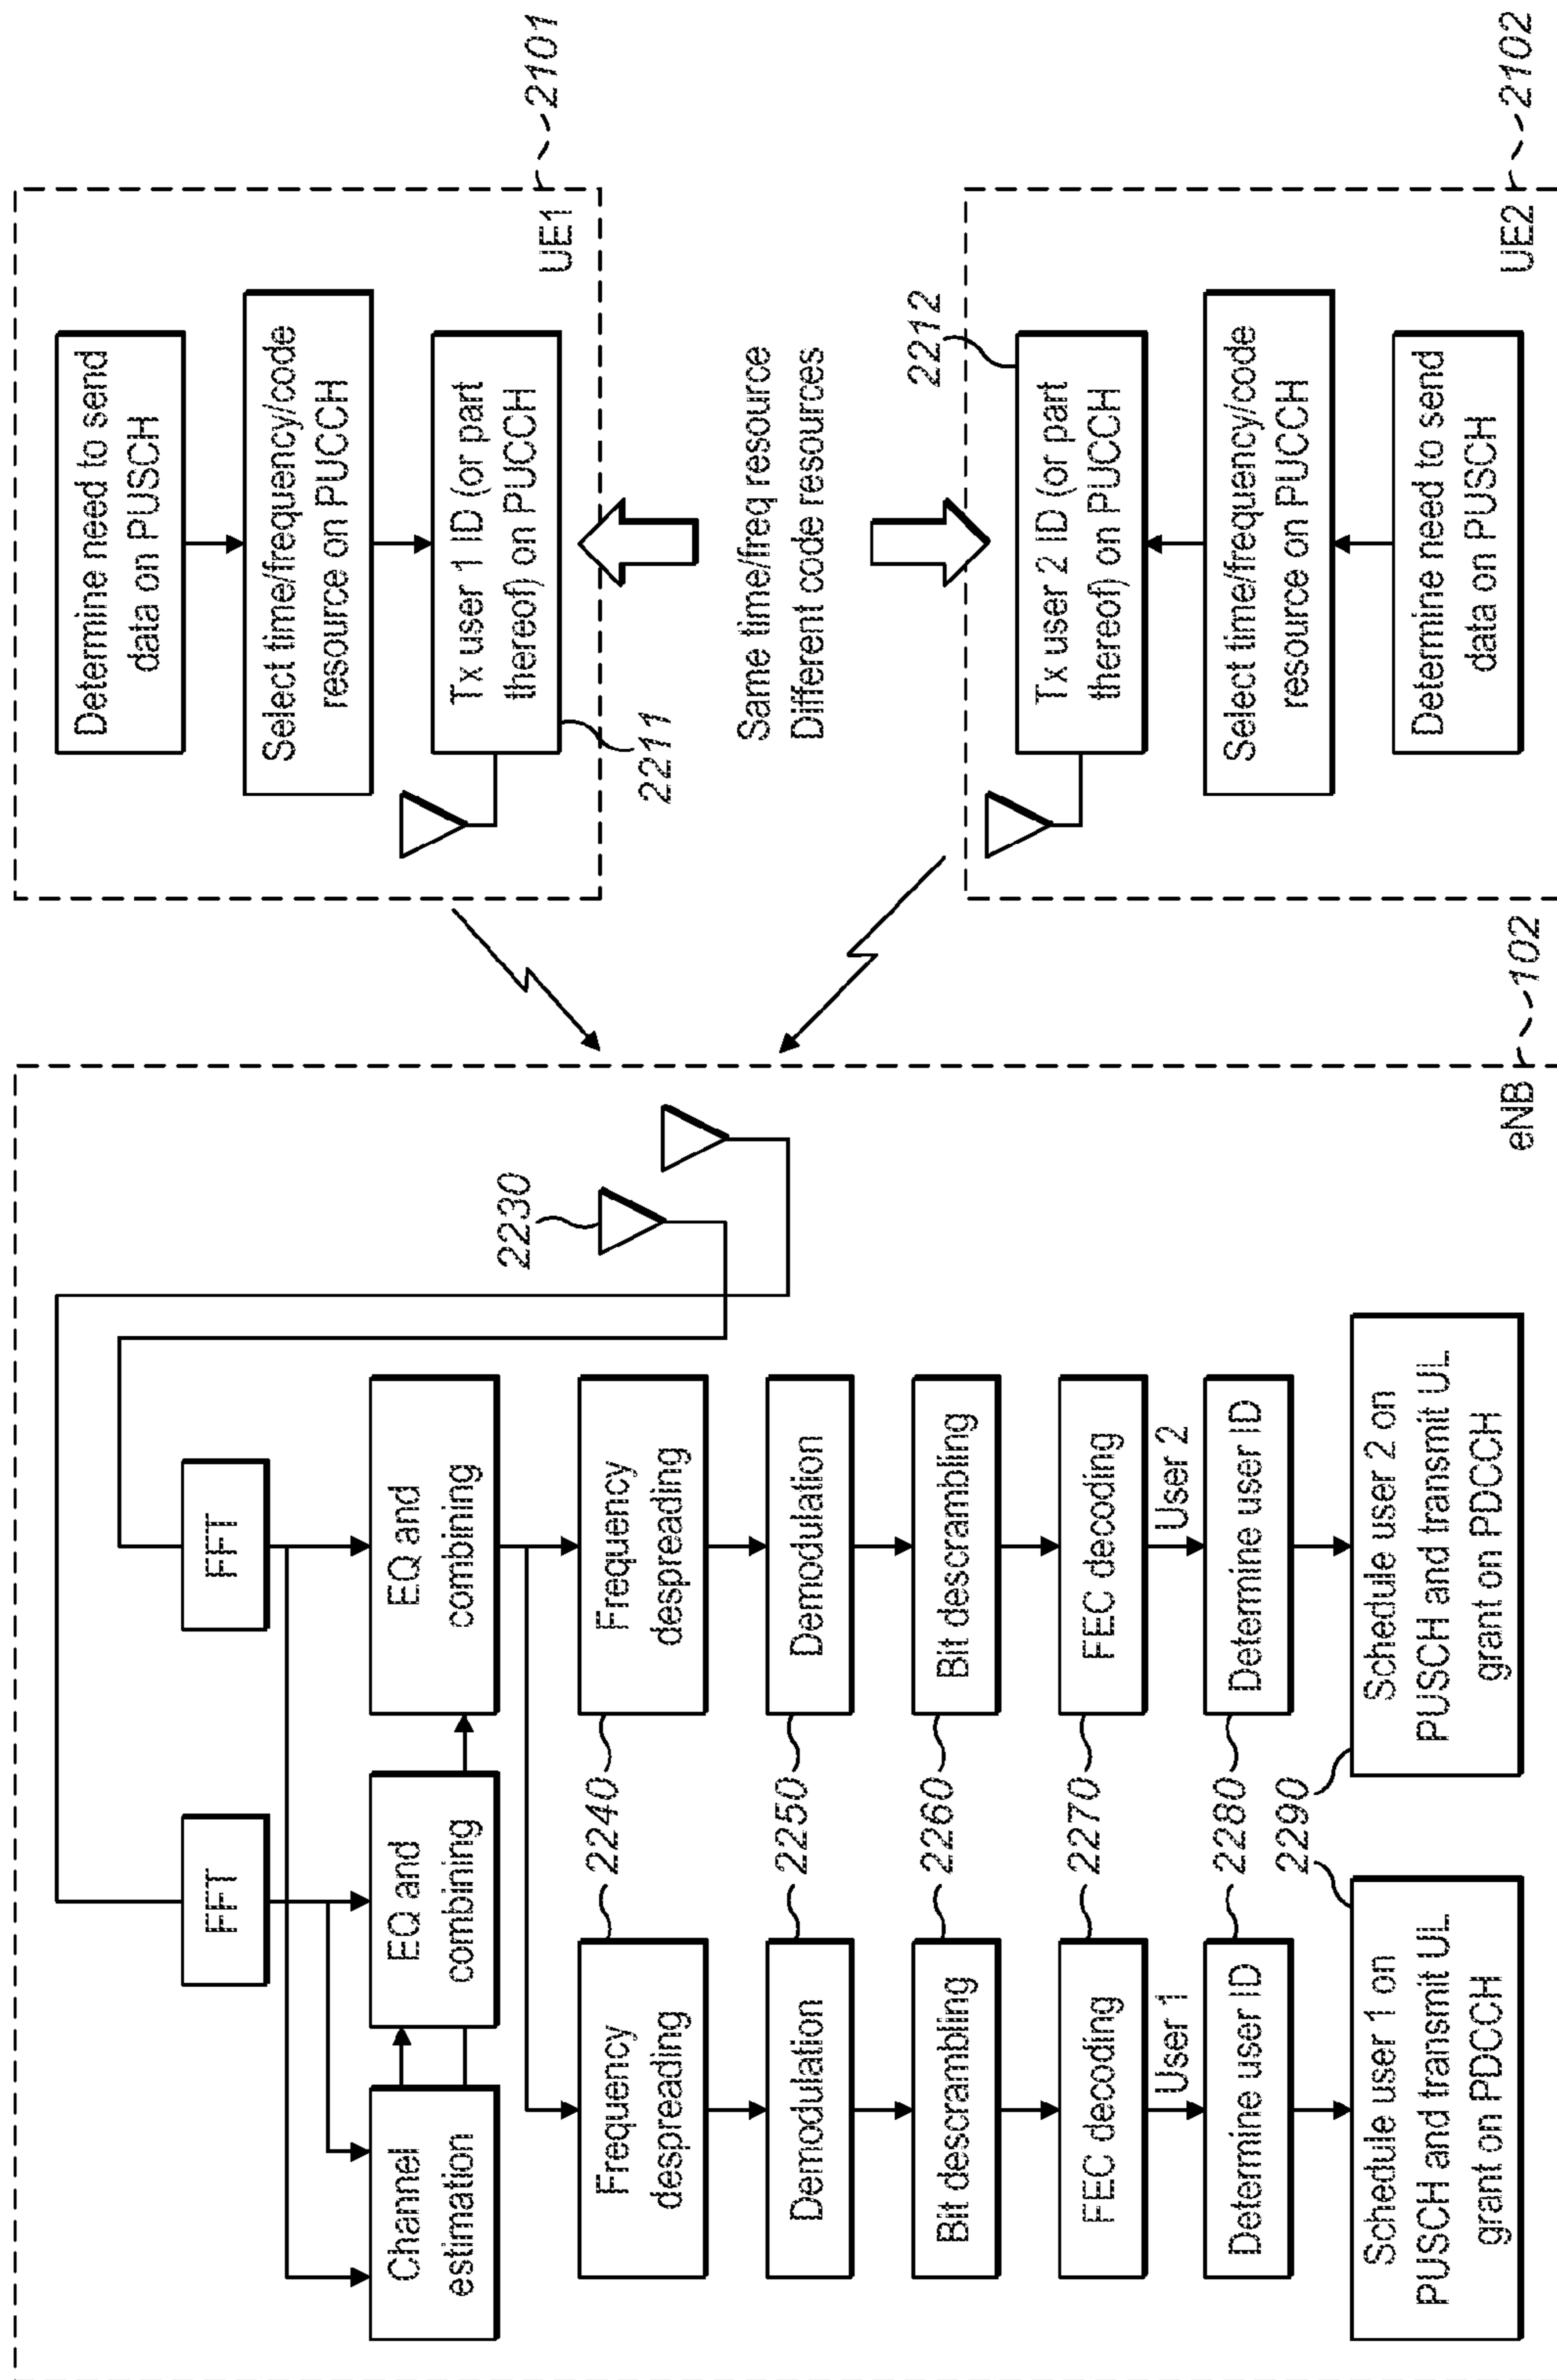 Determine need to send
data on PUSCH
Select time/frequency/code
resource on PUCCH
Tx user 1 ID (or part
thereof) on PUCCH
2211
UE1
2101
Same time/freq resource
Different code resources
2212
Tx user 2 ID (or part
thereof) on PUCCH
Select time/frequency/code
resource on PUCCH
Determine need to send
data on PUSCH
UE2
2102
FFT
FFT
Channel
estimation
EQ and
combining
EQ and
combining
2230
Frequency
despreading
2240
Frequency
despreading
Demodulation
2250
Demodulation
Bit descrambling
2260
Bit descrambling
FEC decoding
2270
FEC decoding
User 1
User 2
Determine user ID
2280
Determine user ID
2290
Schedule user 1 on
PUSCH and transmit UL
grant on PDCCH
Schedule user 2 on
PUSCH and transmit UL
grant on PDCCH
eNB
102